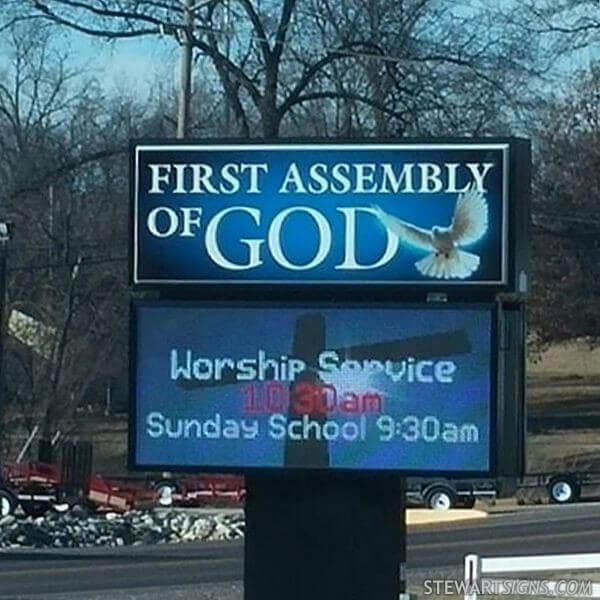 FIRST ASSEMBLY
OF GOD
Worship Service
10:30am
Sunday School 9:30am
STEWARTSIGNS.COM